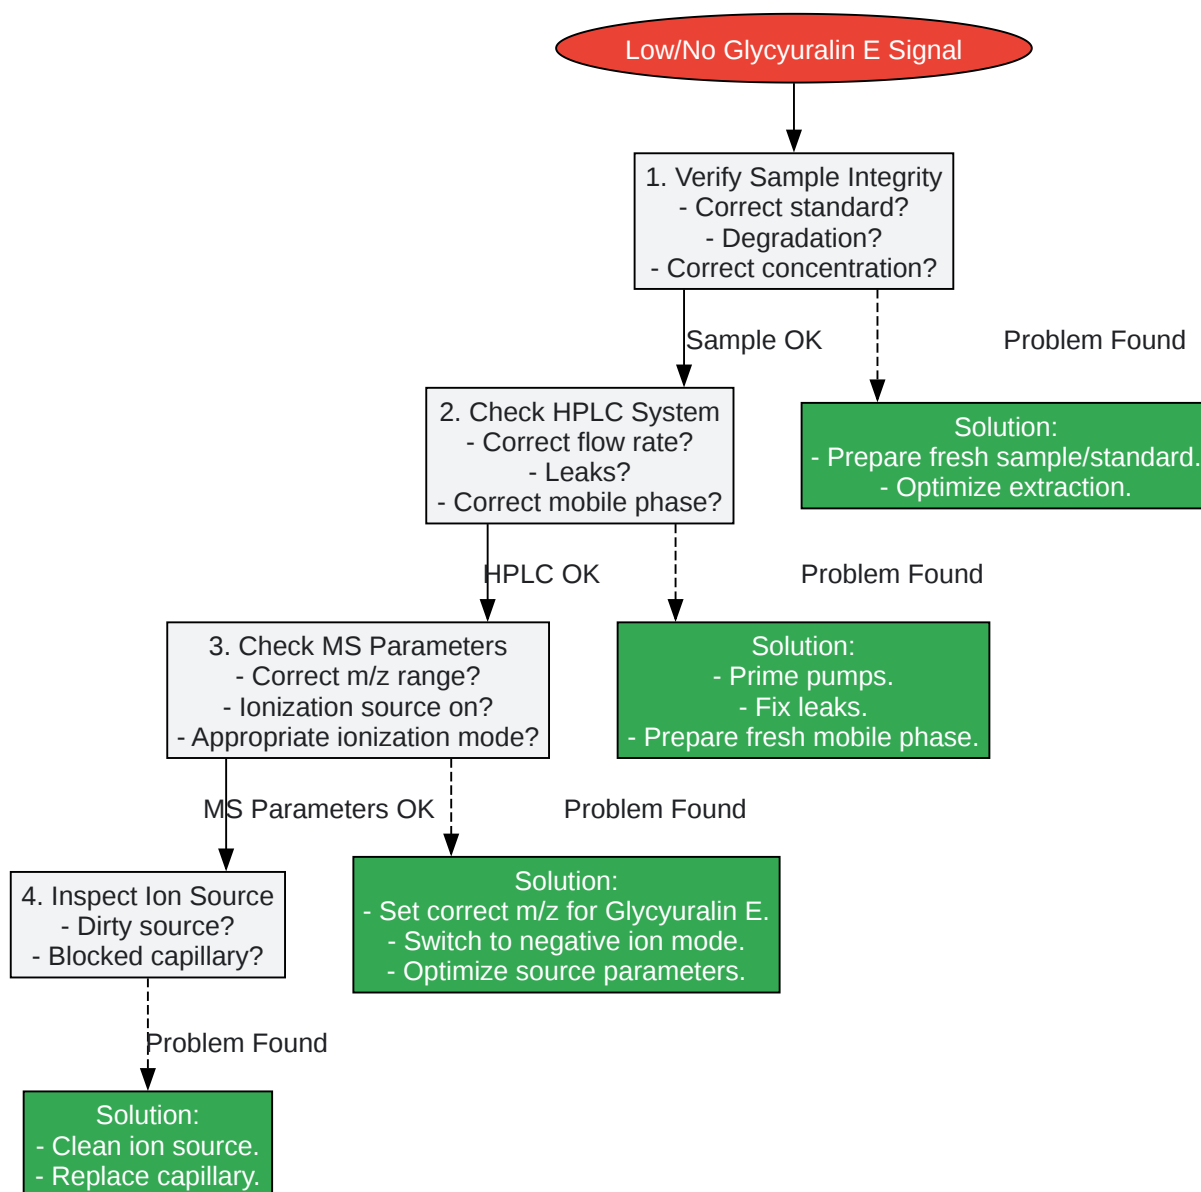 Low/No Glycyuralin E Signal
1. Verify Sample Integrity
- Correct standard?
- Degradation?
- Correct concentration?
Sample OK
Problem Found
2. Check HPLC System
- Correct flow rate?
- Leaks?
- Correct mobile phase?
Solution:
- Prepare fresh sample/standard.
- Optimize extraction.
HPLC OK
Problem Found
3. Check MS Parameters
- Correct m/z range?
- Ionization source on?
- Appropriate ionization mode?
Solution:
- Prime pumps.
- Fix leaks.
- Prepare fresh mobile phase.
MS Parameters OK
Problem Found
4. Inspect Ion Source
- Dirty source?
- Blocked capillary?
Solution:
- Set correct m/z for Glycyuralin E.
- Switch to negative ion mode.
- Optimize source parameters.
Problem Found
Solution:
- Clean ion source.
- Replace capillary.